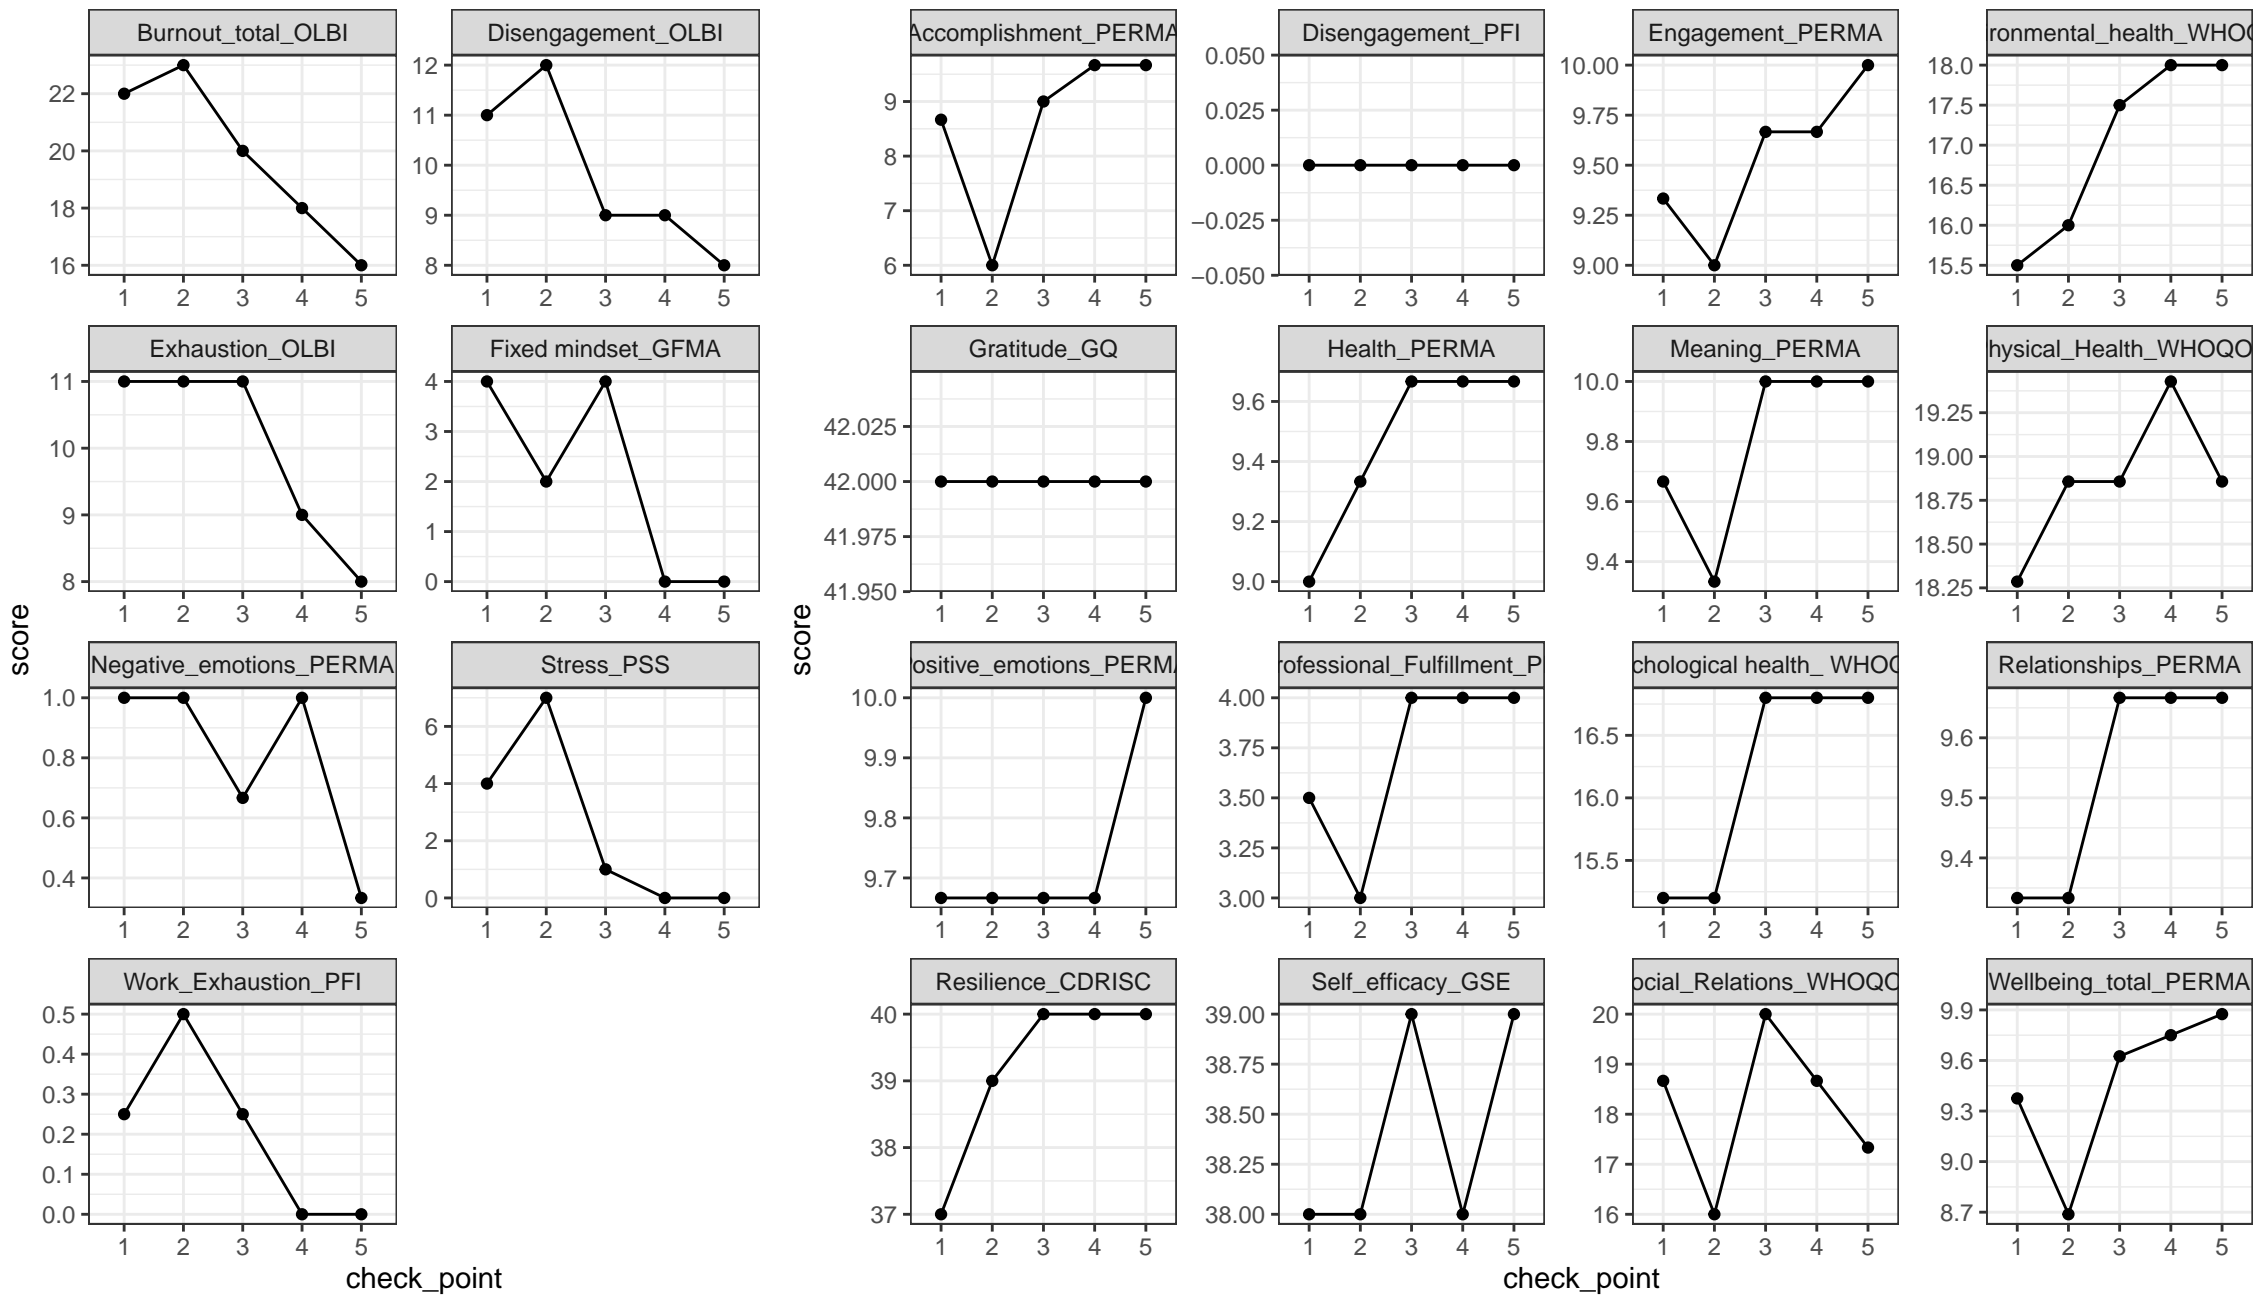 Burnout_total_OLBI
22
20
18
16
1 2 3 4 5
Disengagement_OLBI
12
11
10
9
8
1 2 3 4 5
Exhaustion_OLBI
11
10
9
8
1 2 3 4 5
Fixed mindset_GFMA
4
3
2
1
0
1 2 3 4 5
Negative_emotions_PERMA
1.0
0.8
0.6
0.4
1 2 3 4 5
Stress_PSS
6
4
2
0
1 2 3 4 5
Work_Exhaustion_PFI
0.5
0.4
0.3
0.2
0.1
0.0
1 2 3 4 5
score
check_point
Accomplishment_PERMA
9
8
7
6
1 2 3 4 5
Disengagement_PFI
0.050
0.025
0.000
−0.025
−0.050
1 2 3 4 5
Engagement_PERMA
10.00
9.75
9.50
9.25
9.00
1 2 3 4 5
ronmental_health_WHOQ
18.0
17.5
17.0
16.5
16.0
15.5
1 2 3 4 5
Gratitude_GQ
42.025
42.000
41.975
41.950
1 2 3 4 5
Health_PERMA
9.6
9.4
9.2
9.0
1 2 3 4 5
Meaning_PERMA
10.0
9.8
9.6
9.4
1 2 3 4 5
hysical_Health_WHOQO
19.25
19.00
18.75
18.50
18.25
1 2 3 4 5
ositive_emotions_PERMA
10.0
9.9
9.8
9.7
1 2 3 4 5
rofessional_Fulfillment_P
4.00
3.75
3.50
3.25
3.00
1 2 3 4 5
chological health_ WHOQ
16.5
16.0
15.5
1 2 3 4 5
Relationships_PERMA
9.6
9.5
9.4
1 2 3 4 5
Resilience_CDRISC
40
39
38
37
1 2 3 4 5
Self_efficacy_GSE
39.00
38.75
38.50
38.25
38.00
1 2 3 4 5
ocial_Relations_WHOQO
20
19
18
17
16
1 2 3 4 5
Wellbeing_total_PERMA
9.9
9.6
9.3
9.0
8.7
1 2 3 4 5
score
check_point